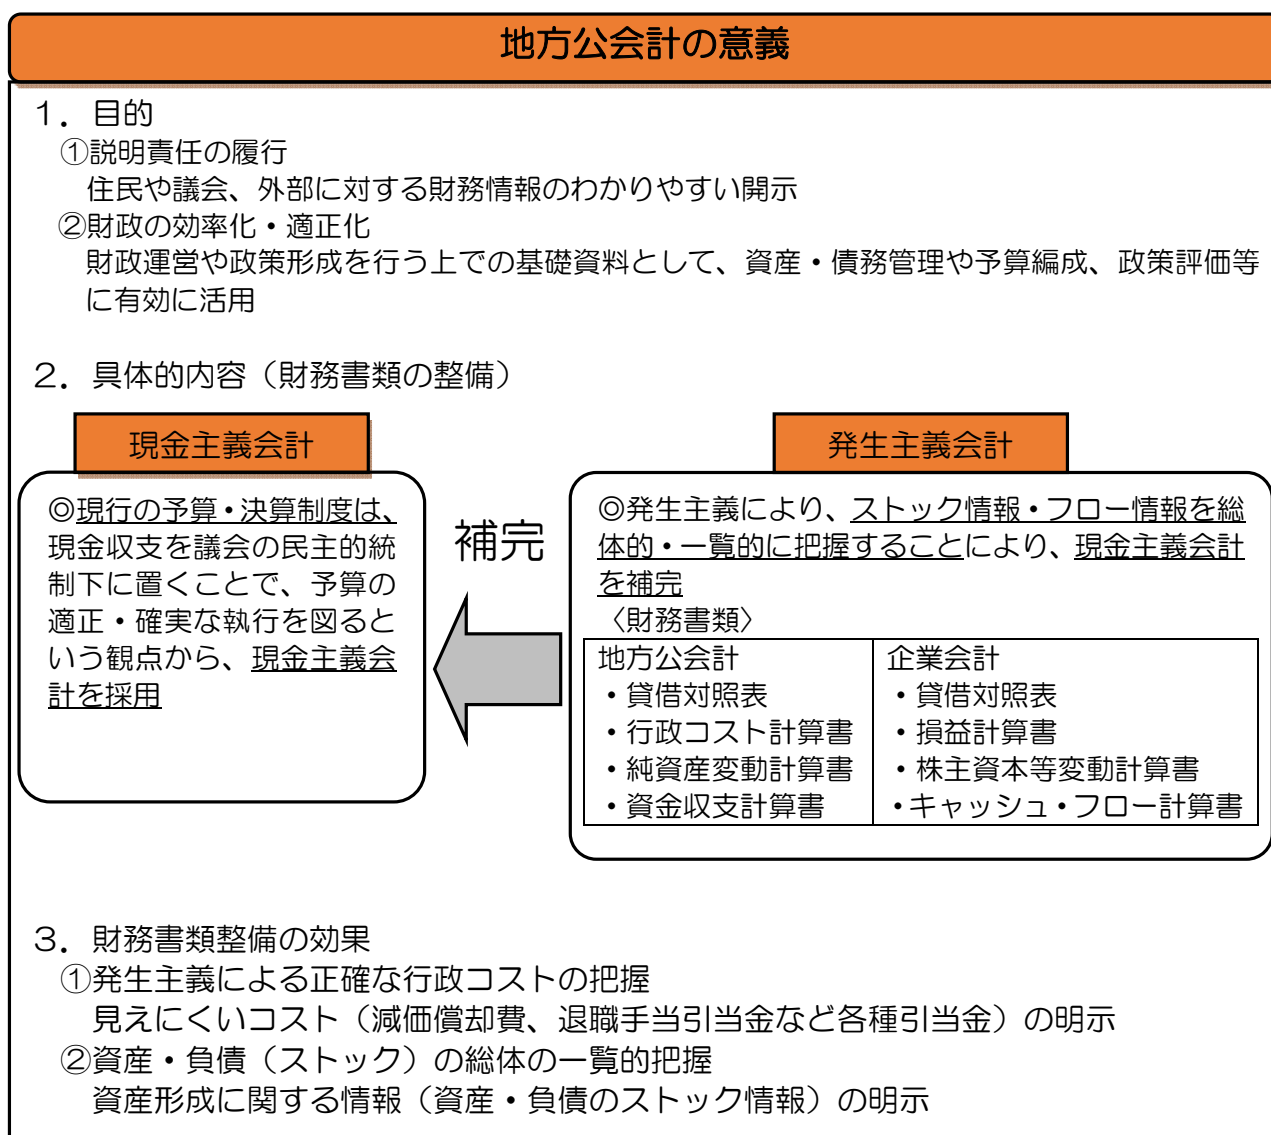 地方公会計の意義
１．目的
①説明責任の履行
住民や議会、外部に対する財務情報のわかりやすい開示
②財政の効率化・適正化
財政運営や政策形成を行う上での基礎資料として、資産・債務管理や予算編成、政策評価等
に有効に活用
２．具体的内容（財務書類の整備）
現金主義会計
◎現行の予算・決算制度は、
現金収支を議会の民主的統
制下に置くことで、予算の
適正・確実な執行を図ると
いう観点から、現金主義会
計を採用
補完
発生主義会計
◎発生主義により、ストック情報・フロー情報を総
体的・一覧的に把握することにより、現金主義会計
を補完
〈財務書類〉
地方公会計
・貸借対照表
・行政コスト計算書
・純資産変動計算書
・資金収支計算書
企業会計
・貸借対照表
・損益計算書
・株主資本等変動計算書
・キャッシュ・フロー計算書
３．財務書類整備の効果
①発生主義による正確な行政コストの把握
見えにくいコスト（減価償却費、退職手当引当金など各種引当金）の明示
②資産・負債（ストック）の総体の一覧的把握
資産形成に関する情報（資産・負債のストック情報）の明示